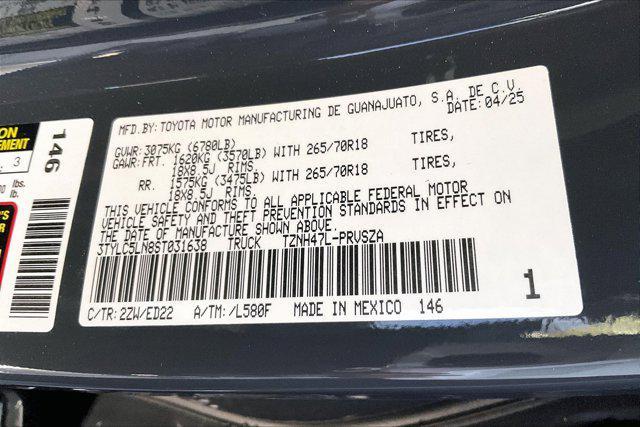 MFD.BY: TOYOTA MOTOR MANUFACTURING DE GUANAJUATO, S.A. DE C.V.
DATE: 04/25
GVWR: 3075KG (6780LB)
GAWR: FRT. 1620KG (3570LB) WITH 265/70R18 TIRES,
18X8.5J RIMS
RR. 1575KG (3475LB) WITH 265/70R18 TIRES,
18X8.5J RIMS
THIS VEHICLE CONFORMS TO ALL APPLICABLE FEDERAL MOTOR
VEHICLE SAFETY AND THEFT PREVENTION STANDARDS IN EFFECT ON
THE DATE OF MANUFACTURE SHOWN ABOVE.
3TYLC5LN8ST031638 TRUCK TZNH47L-PRVSZA
C/TR: 2ZW/ED22 A/TM: /L580F MADE IN MEXICO 146
1
146
3
lbs.
lb.